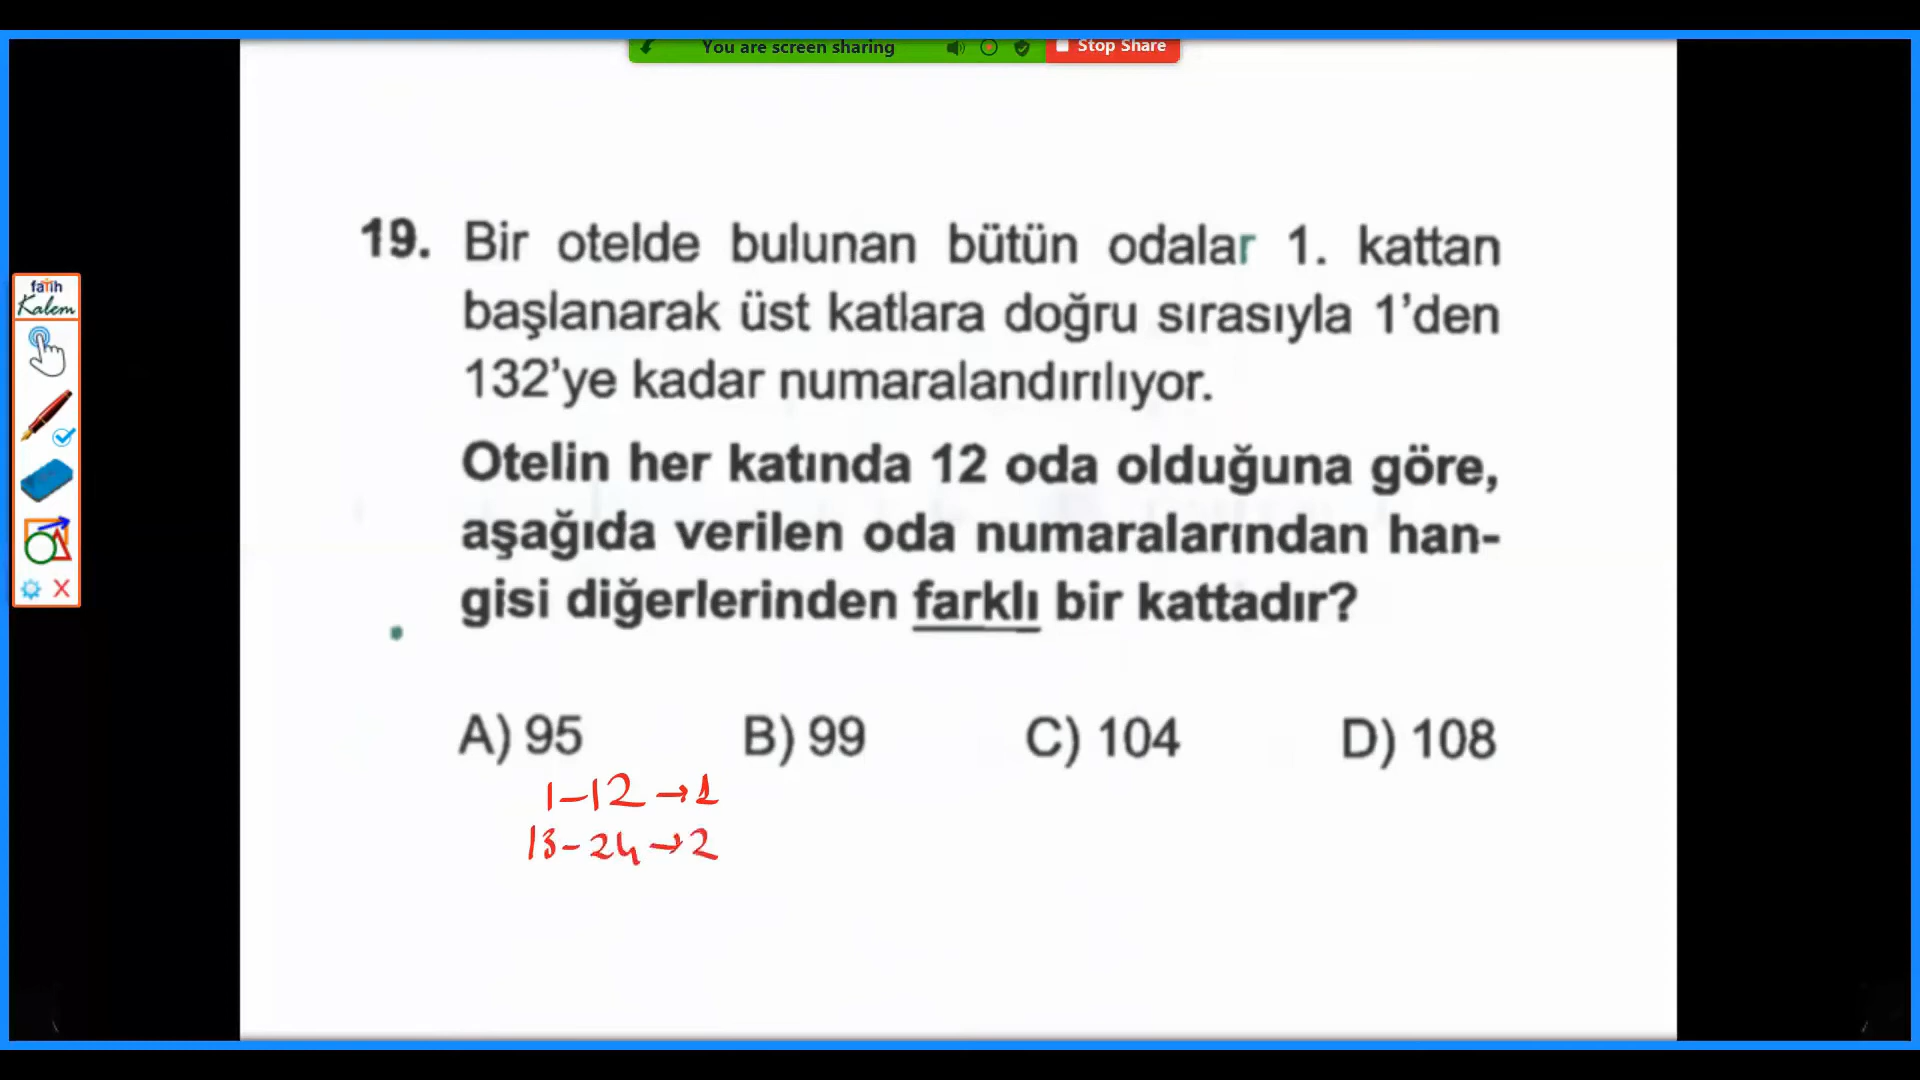 You are screen sharing
Stop Share
fatih
Kalem
19. Bir otelde bulunan bütün odalar 1. kattan
başlanarak üst katlara doğru sırasıyla 1’den
132’ye kadar numaralandırılıyor.
Otelin her katında 12 oda olduğuna göre,
aşağıda verilen oda numaralarından han-
gisi diğerlerinden farklı bir kattadır?
A) 95 B) 99 C) 104 D) 108
1-12→1
13-24→2